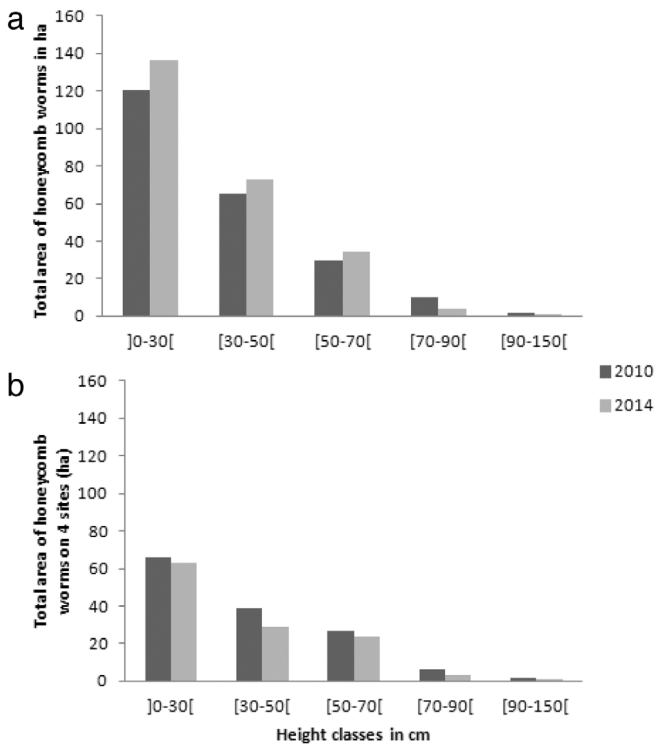 a
Total area of honeycomb worms in ha
160
140
120
100
80
60
40
20
0
]0-30[ [30-50[ [50-70[ [70-90[ [90-150[
2010
2014
b
Total area of honeycomb
worms on 4 sites (ha)
160
140
120
100
80
60
40
20
0
]0-30[ [30-50[ [50-70[ [70-90[ [90-150[
Height classes in cm